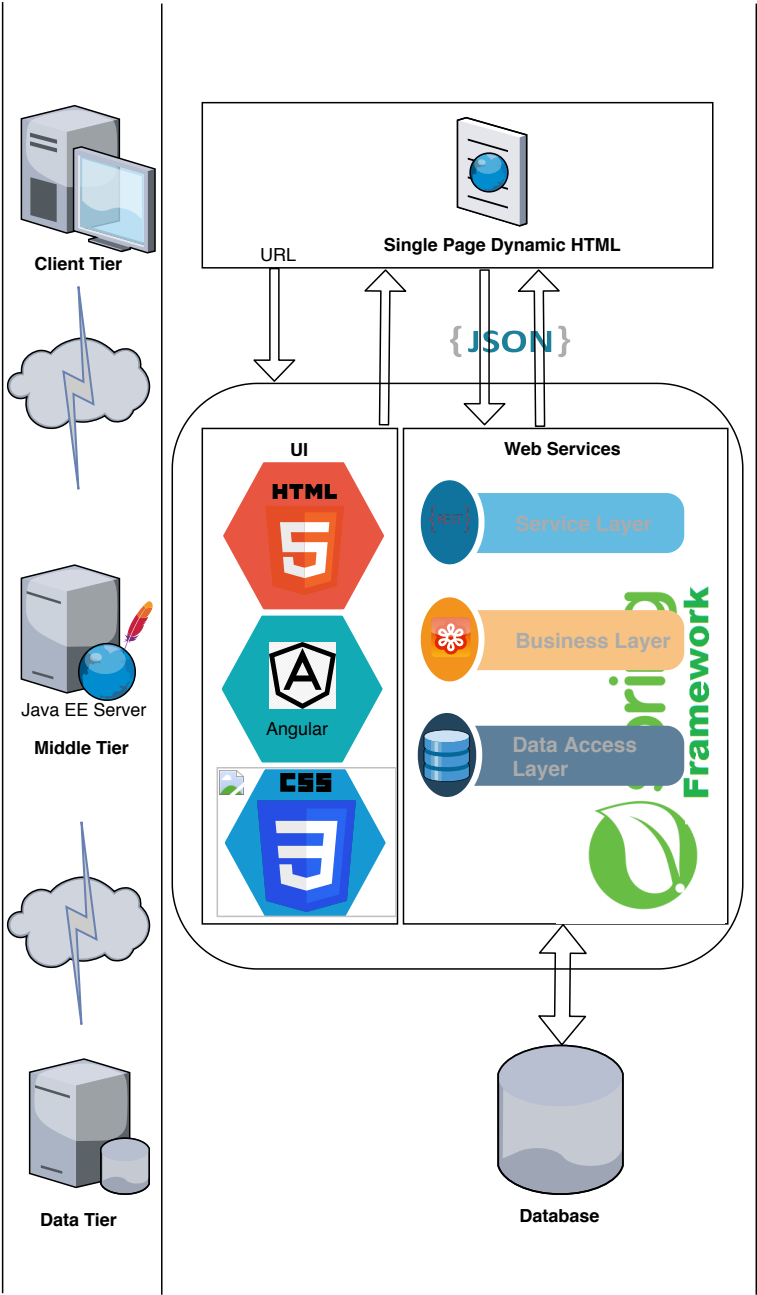 Client Tier
URL
Single Page Dynamic HTML
{ JSON }
UI
Web Services
HTML
5
Service Layer
Business Layer
Framework
Java EE Server
Middle Tier
Angular
Data Access
Layer
CSS
3
Data Tier
Database